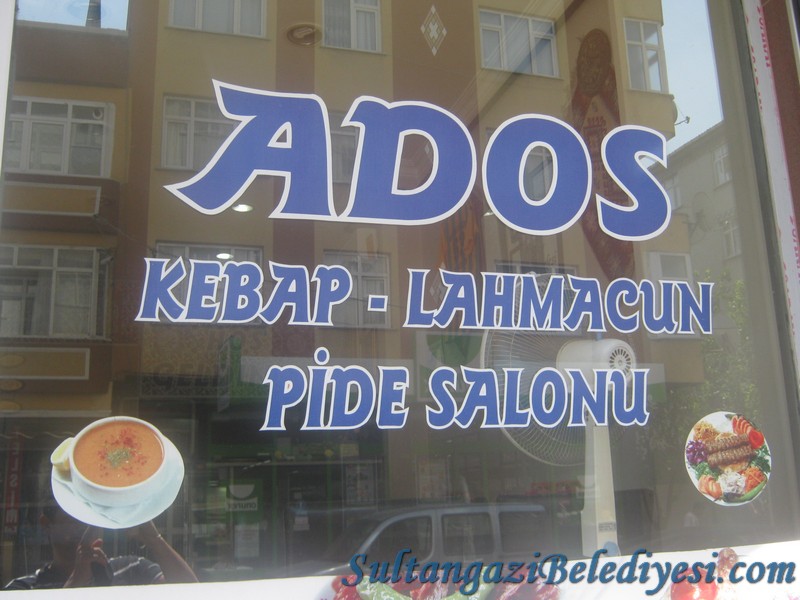 ADOS
KEBAP - LAHMACUN
PİDE SALONU
SultangaziBelediyesi.com